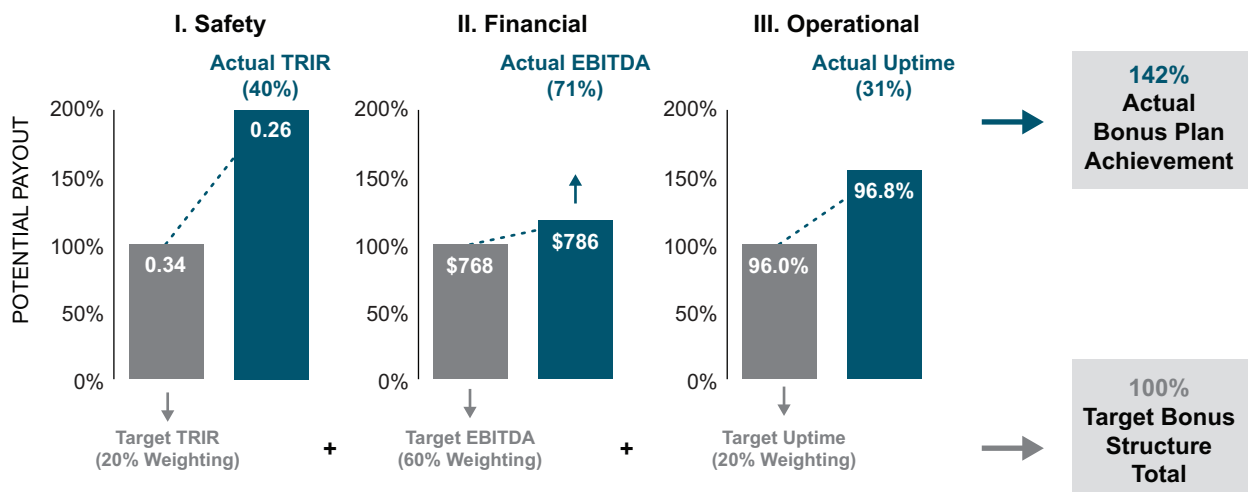 I. Safety
II. Financial
III. Operational
Actual TRIR
(40%)
Actual EBITDA
(71%)
Actual Uptime
(31%)
POTENTIAL PAYOUT
200%
150%
100%
50%
0%
0.34
0.26
200%
150%
100%
50%
0%
$768
$786
200%
150%
100%
50%
0%
96.0%
96.8%
142%
Actual
Bonus Plan
Achievement
Target TRIR
(20% Weighting)
+
Target EBITDA
(60% Weighting)
+
Target Uptime
(20% Weighting)
100%
Target Bonus
Structure
Total